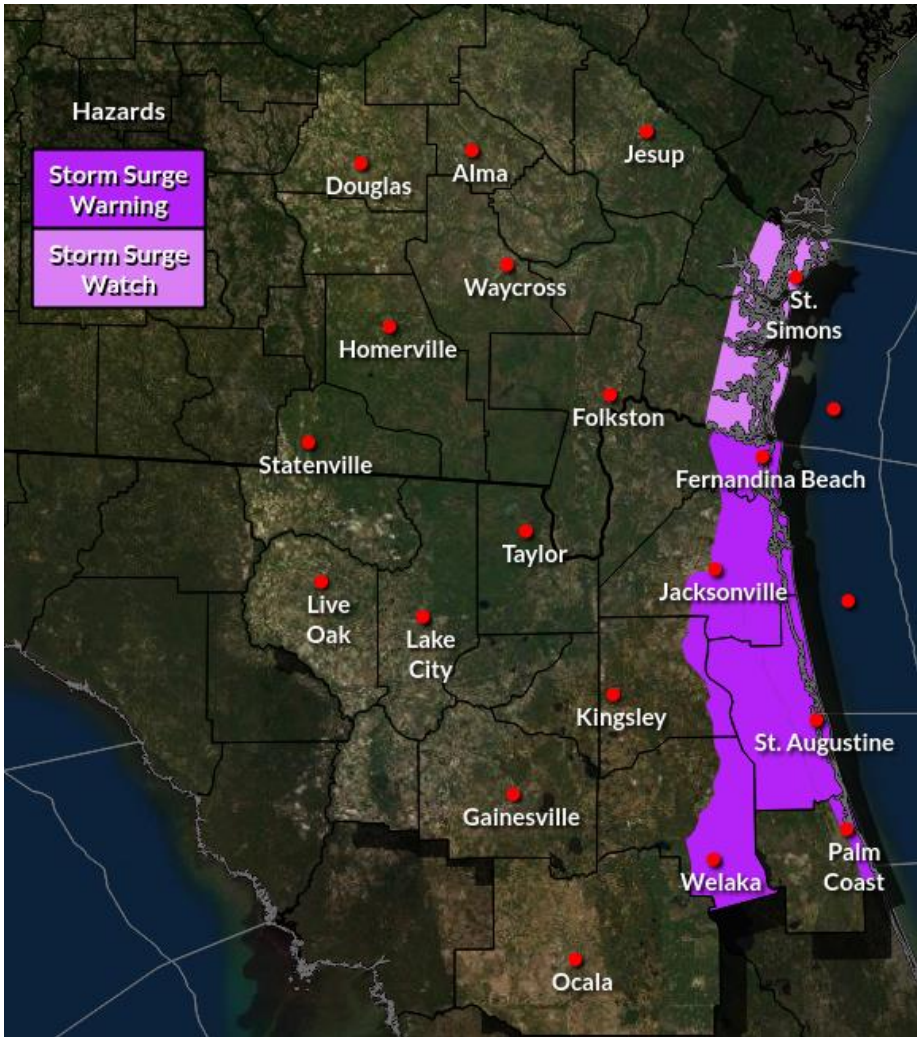 Hazards
Storm Surge
Warning
Storm Surge
Watch
Jesup
Alma
Douglas
Waycross
St.
Simons
Homerville
Folkston
Statenville
Fernandina Beach
Taylor
Jacksonville
Live
Oak
Lake
City
Kingsley
St. Augustine
Gainesville
Palm
Coast
Welaka
Ocala